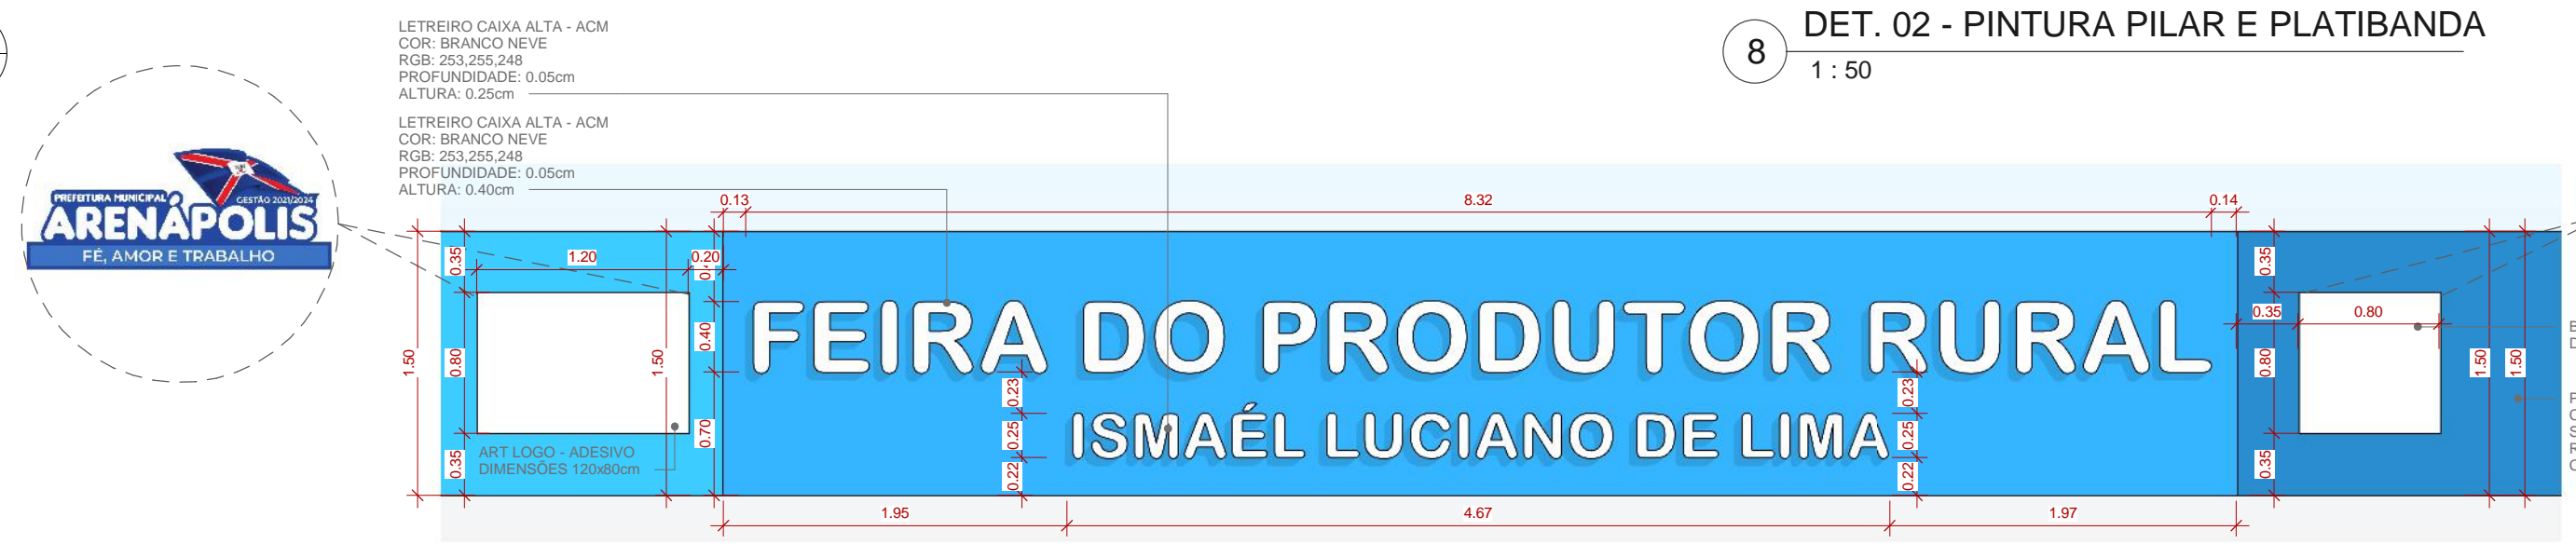 LETREIRO CAIXA ALTA - ACM
COR: BRANCO NEVE
RGB: 253,255,248
PROFUNDIDADE: 0.05cm
ALTURA: 0.25cm
LETREIRO CAIXA ALTA - ACM
COR: BRANCO NEVE
RGB: 253,255,248
PROFUNDIDADE: 0.05cm
ALTURA: 0.40cm
8
DET. 02 - PINTURA PILAR E PLATIBANDA
1 : 50
PREFEITURA MUNICIPAL
GESTÃO 2021/2024
ARENÁPOLIS
FÉ, AMOR E TRABALHO
0.13
8.32
0.14
0.35
1.20
0.20
0.35
0.35
0.80
1.50
0.80
1.50
0.40
FEIRA DO PRODUTOR RURAL
0.23
0.23
0.80
1.50
1.50
0.70
0.25
ISMAÉL LUCIANO DE LIMA
0.25
ART LOGO - ADESIVO
DIMENSÕES 120x80cm
0.35
0.22
0.22
0.35
1.95
4.67
1.97